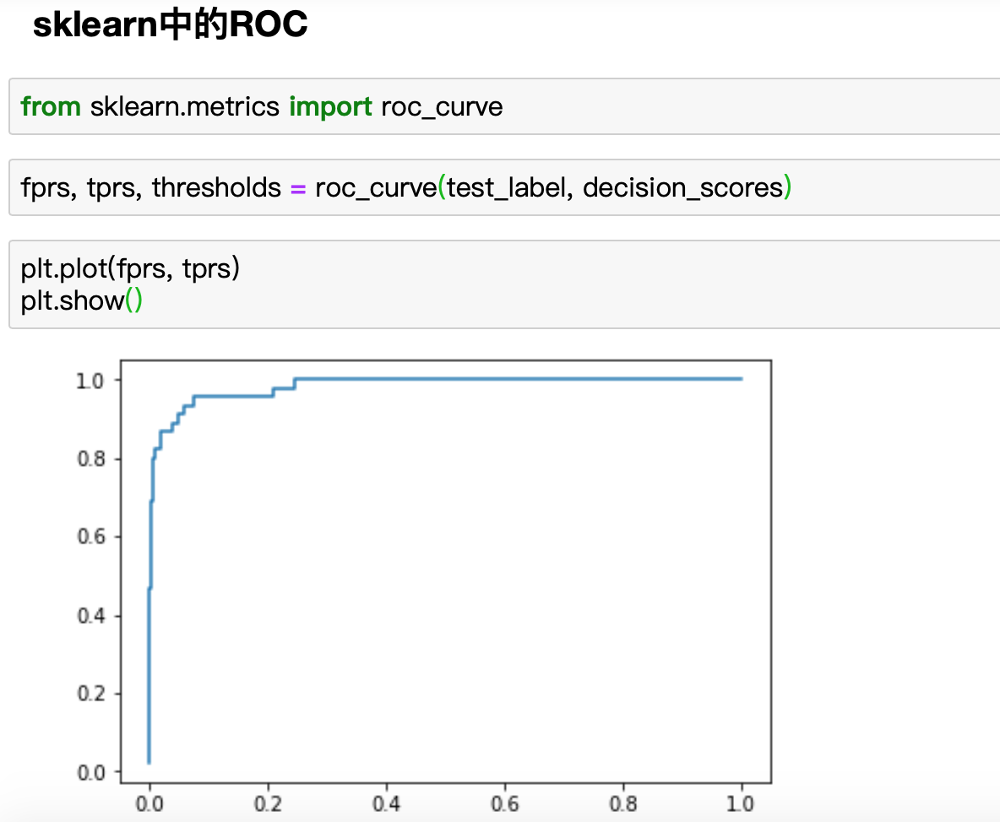 sklearn中的ROC
from sklearn.metrics import roc_curve
fprs, tprs, thresholds = roc_curve(test_label, decision_scores)
plt.plot(fprs, tprs)
plt.show()
1.0
0.8
0.6
0.4
0.2
0.0
0.0 0.2 0.4 0.6 0.8 1.0